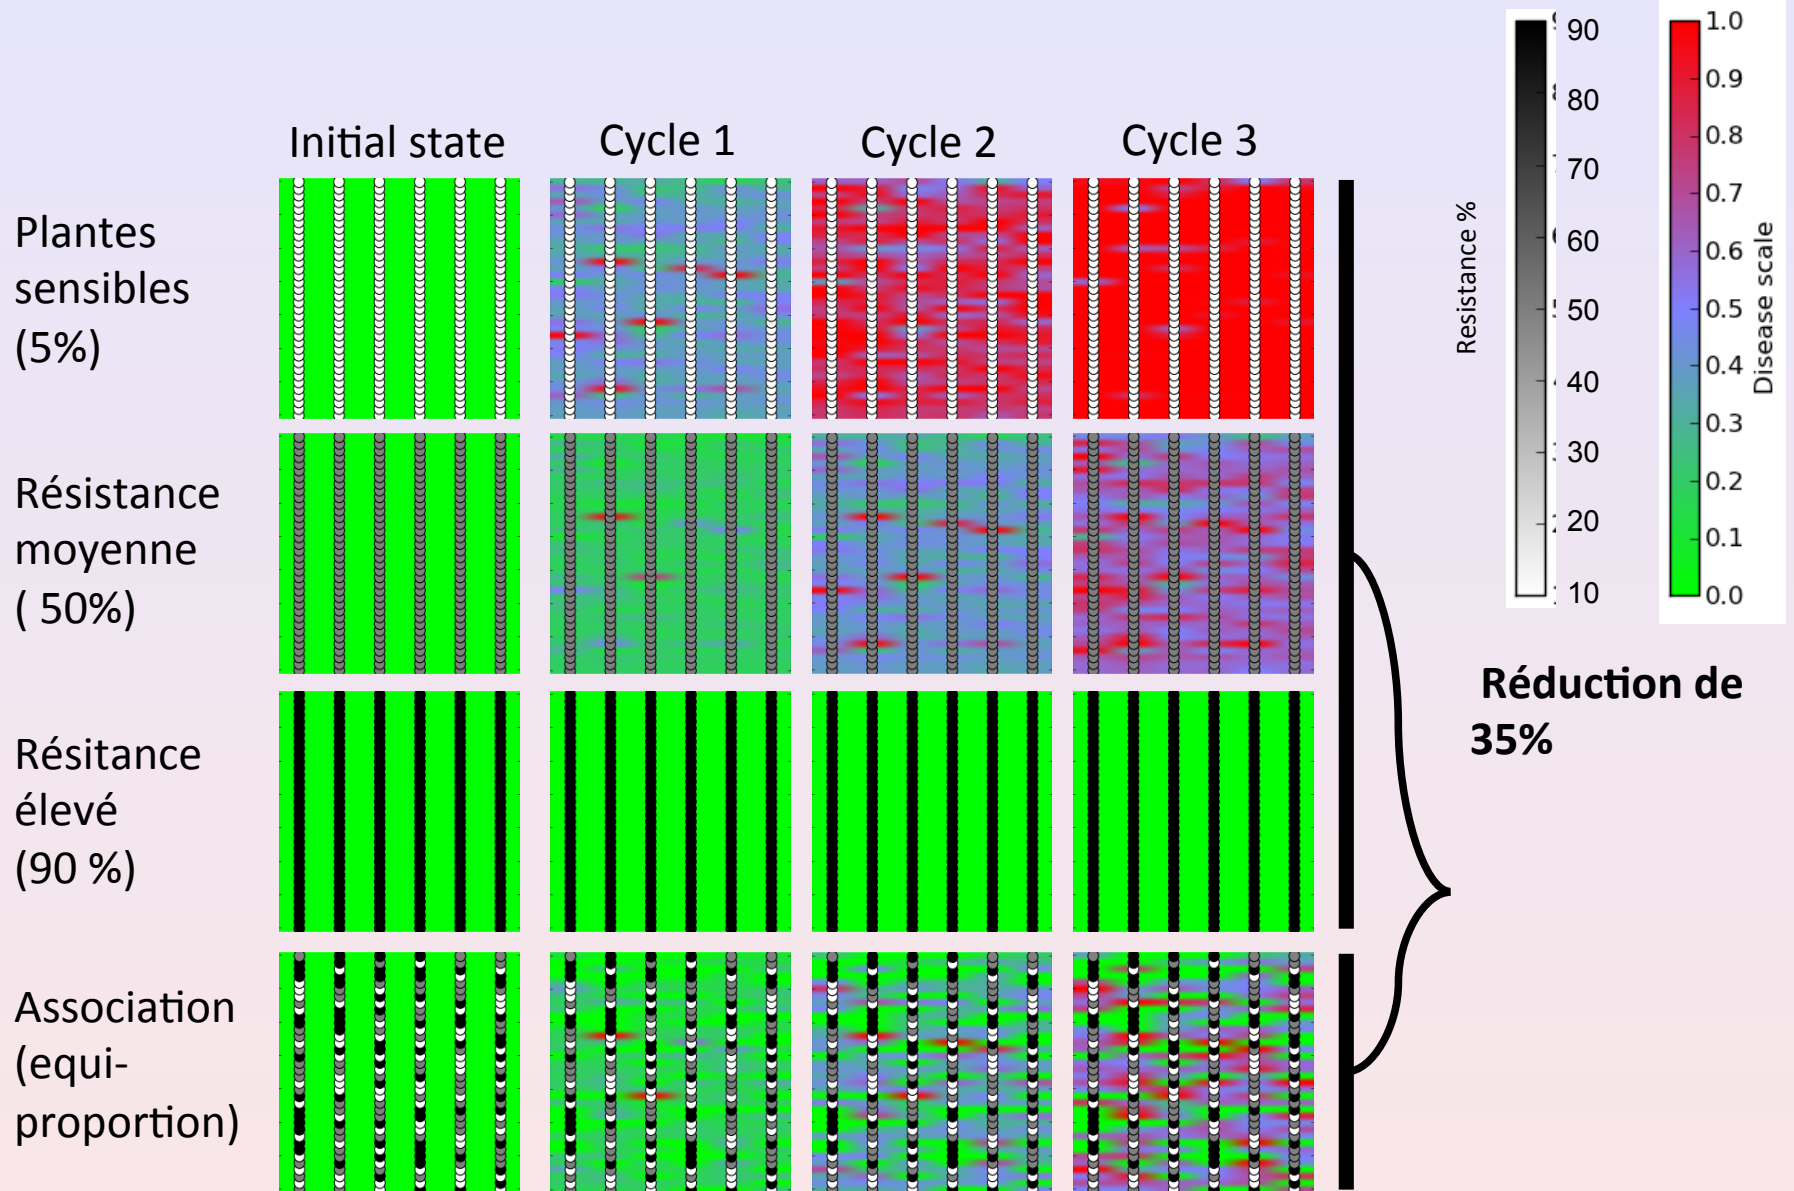 Initial state
Cycle 1
Cycle 2
Cycle 3
Plantes
sensibles
(5%)
Résistance
moyenne
( 50%)
Résitance
élevé
(90 %)
Association
(equi-
proportion)
Resistance %
90
80
70
60
50
40
30
20
10
1.0
0.9
0.8
0.7
0.6
0.5
0.4
0.3
0.2
0.1
0.0
Disease scale
Réduction de
35%